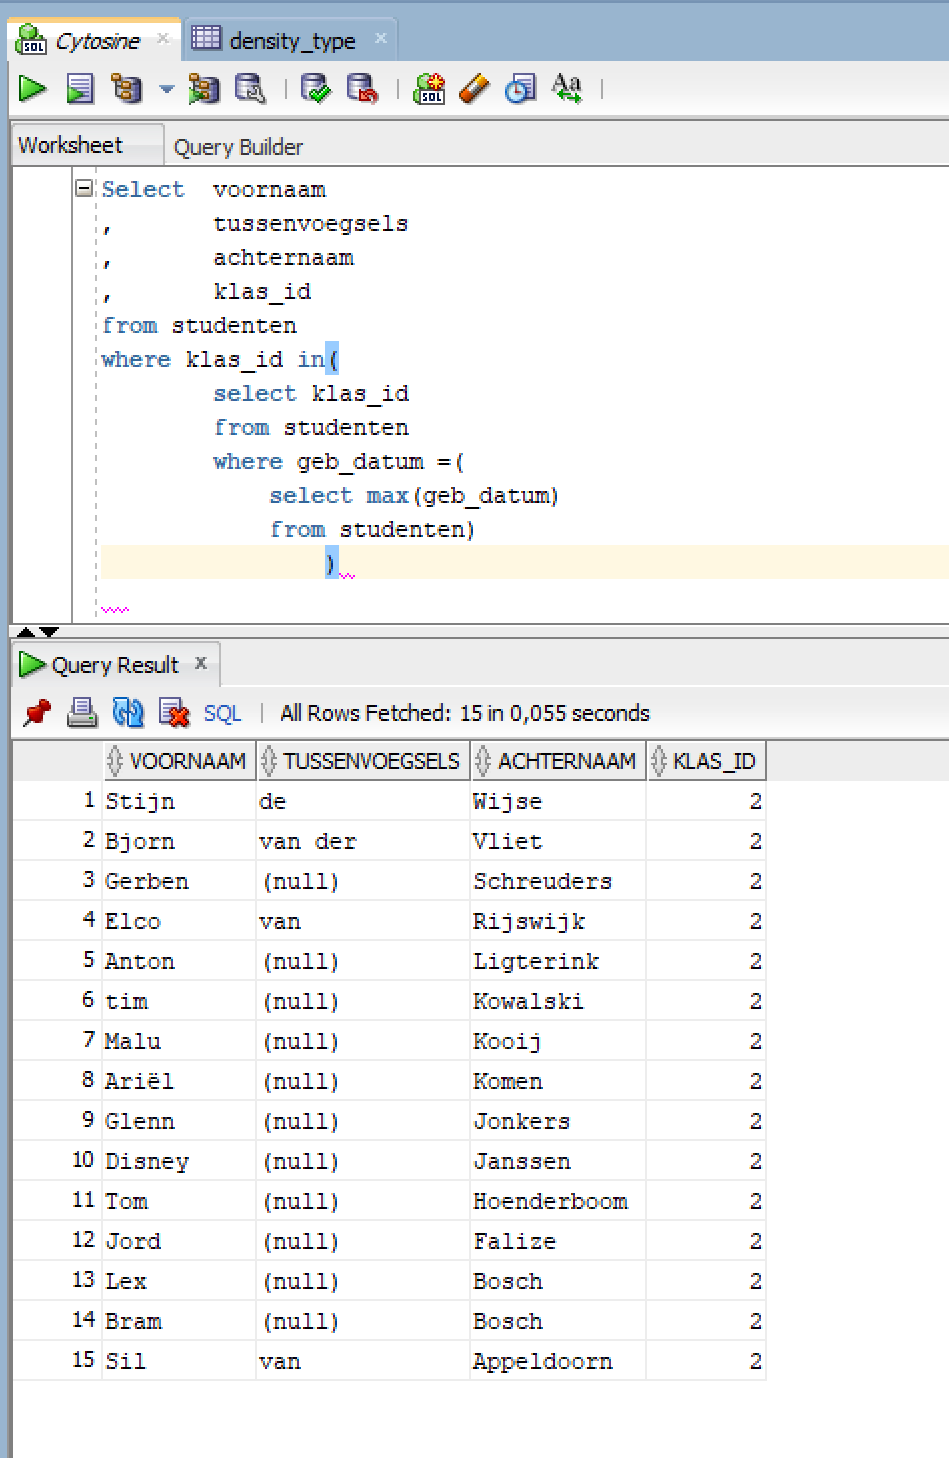 Cytosine × density_type ×
SQL Aa
Worksheet Query Builder
Select voornaam
, tussenvoegsels
, achternaam
, klas_id
from studenten
where klas_id in(
select klas_id
from studenten
where geb_datum =(
select max(geb_datum)
from studenten)
)
Query Result x
SQL | All Rows Fetched: 15 in 0,055 seconds
VOORNAAM TUSSENVOEGSELS ACHTERNAAM KLAS_ID
1 Stijn de Wijse 2
2 Bjorn van der Vliet 2
3 Gerben (null) Schreuders 2
4 Elco van Rijswijk 2
5 Anton (null) Ligterink 2
6 tim (null) Kowalski 2
7 Malu (null) Kooij 2
8 Ariël (null) Komen 2
9 Glenn (null) Jonkers 2
10 Disney (null) Janssen 2
11 Tom (null) Hoenderboom 2
12 Jord (null) Falize 2
13 Lex (null) Bosch 2
14 Bram (null) Bosch 2
15 Sil van Appeldoorn 2